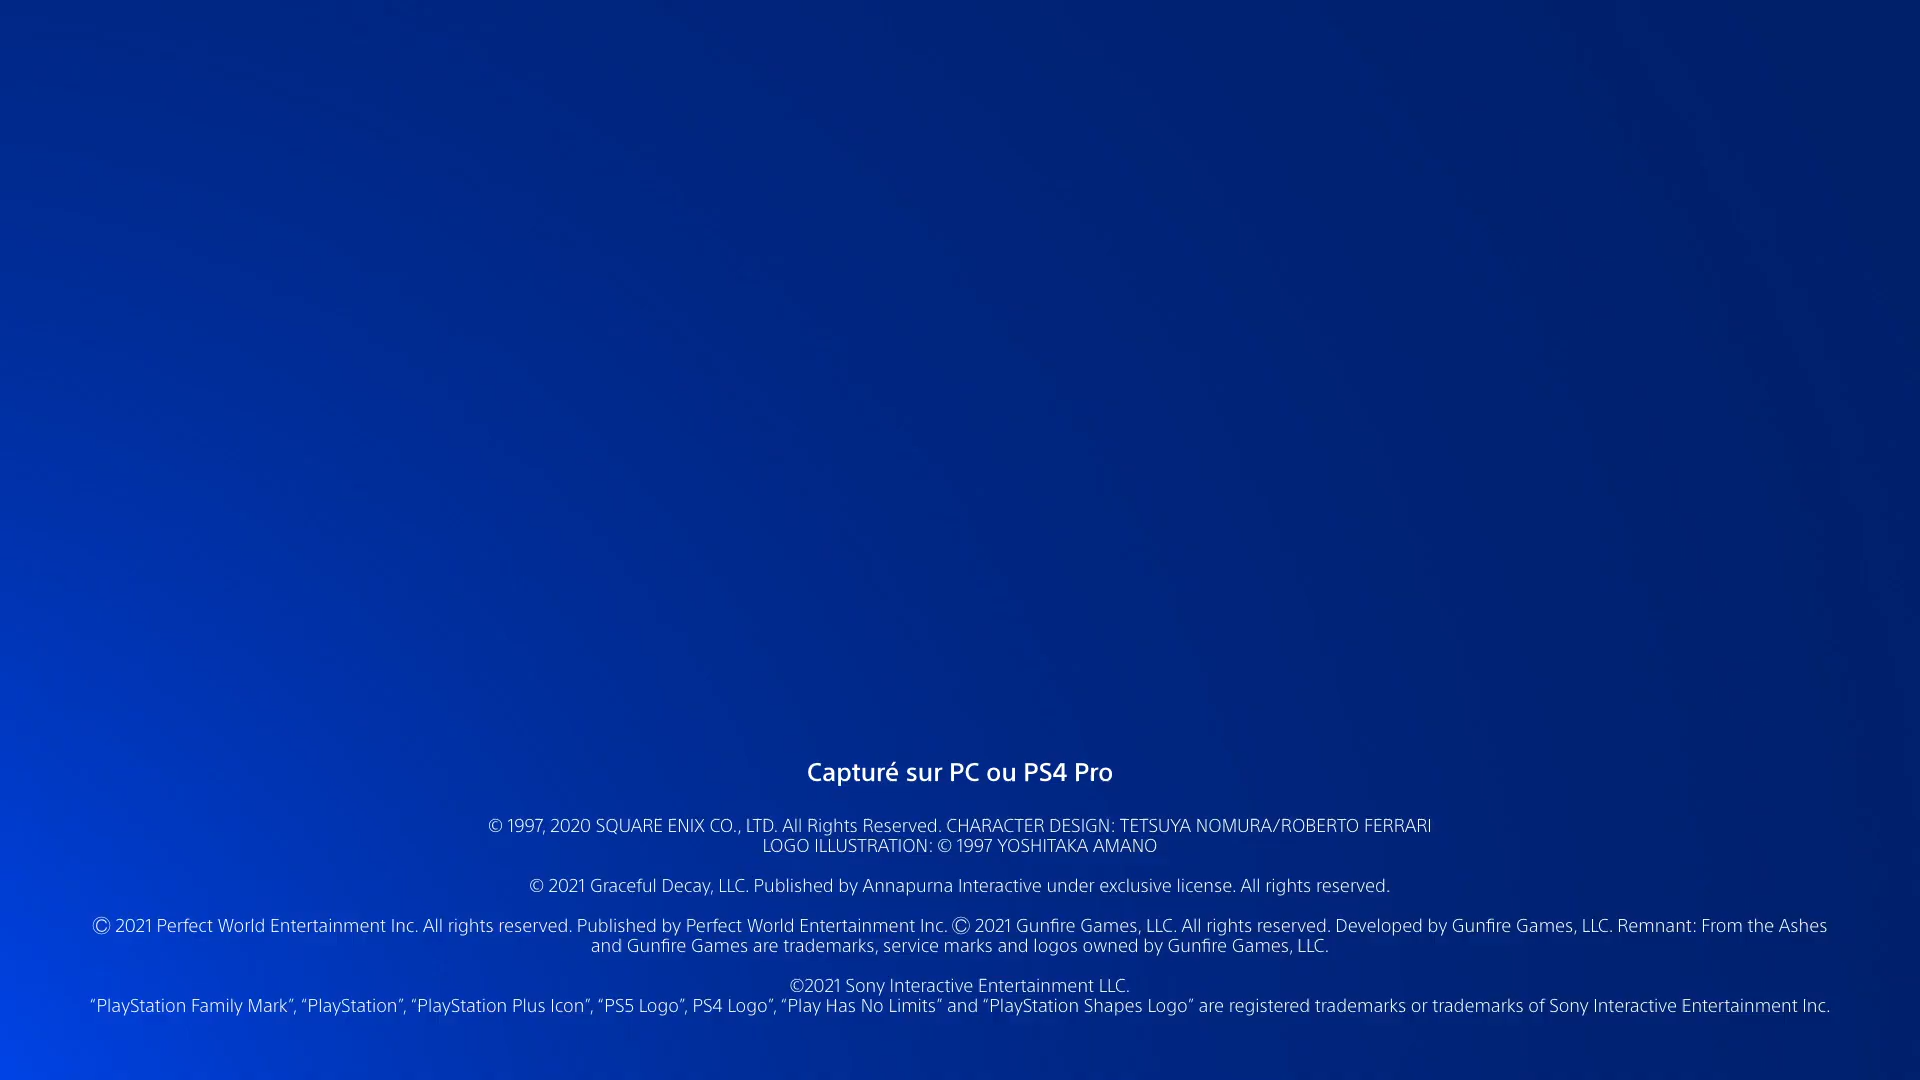 Capturé sur PC ou PS4 Pro
© 1997, 2020 SQUARE ENIX CO., LTD. All Rights Reserved. CHARACTER DESIGN: TETSUYA NOMURA/ROBERTO FERRARI
LOGO ILLUSTRATION: © 1997 YOSHITAKA AMANO
© 2021 Graceful Decay, LLC. Published by Annapurna Interactive under exclusive license. All rights reserved.
Ⓒ 2021 Perfect World Entertainment Inc. All rights reserved. Published by Perfect World Entertainment Inc. Ⓒ 2021 Gunfire Games, LLC. All rights reserved. Developed by Gunfire Games, LLC. Remnant: From the Ashes
and Gunfire Games are trademarks, service marks and logos owned by Gunfire Games, LLC.
©2021 Sony Interactive Entertainment LLC.
“PlayStation Family Mark”, “PlayStation”, “PlayStation Plus Icon”, “PS5 Logo”, PS4 Logo”, “Play Has No Limits” and “PlayStation Shapes Logo” are registered trademarks or trademarks of Sony Interactive Entertainment Inc.